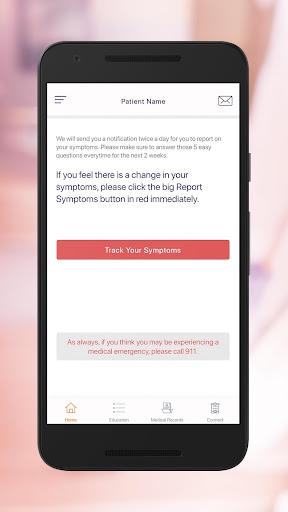 Patient Name
We will send you a notification twice a day for you to report on
your symptoms. Please make sure to answer those 5 easy
questions everytime for the next 2 weeks.
If you feel there is a change in your
symptoms, please click the big Report
Symptoms button in red immediately.
Track Your Symptoms
As always, if you think you may be experiencing a
medical emergency, please call 911.
Home Education Medical Records Connect